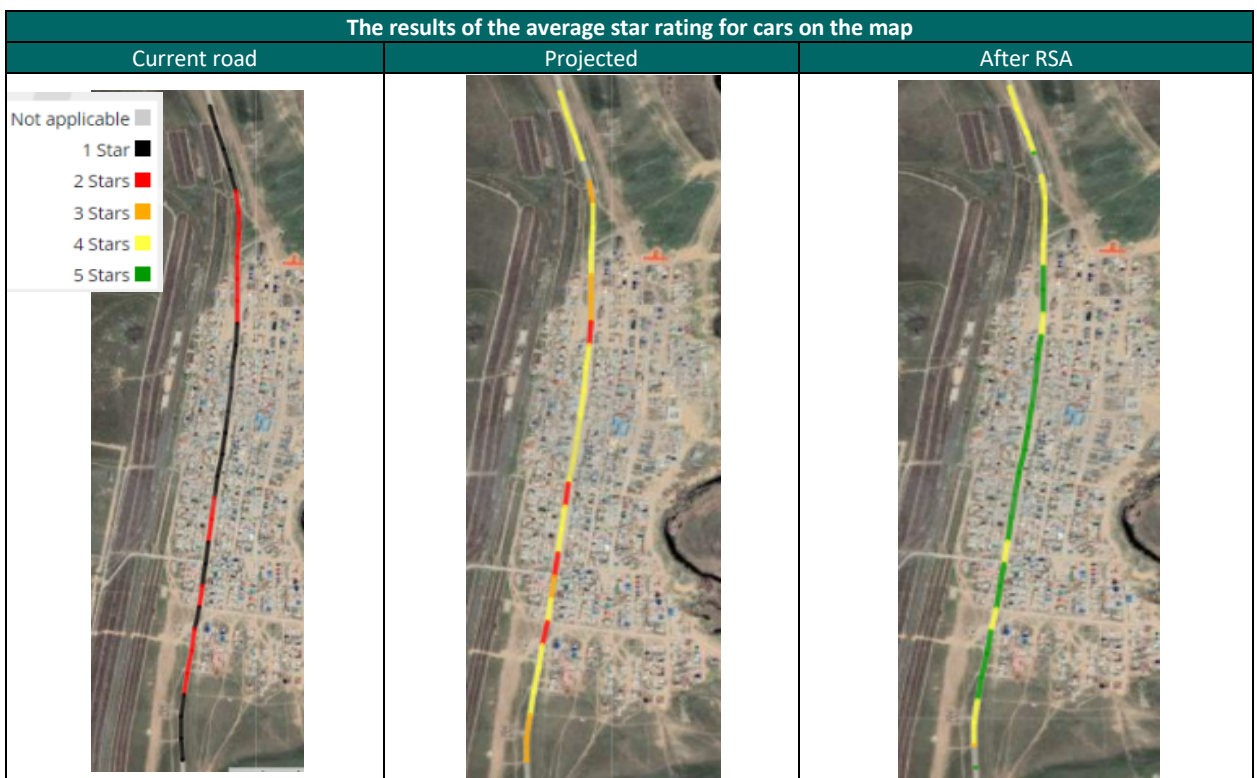 The results of the average star rating for cars on the map
Current road
Projected
After RSA
Not applicable
1 Star
2 Stars
3 Stars
4 Stars
5 Stars